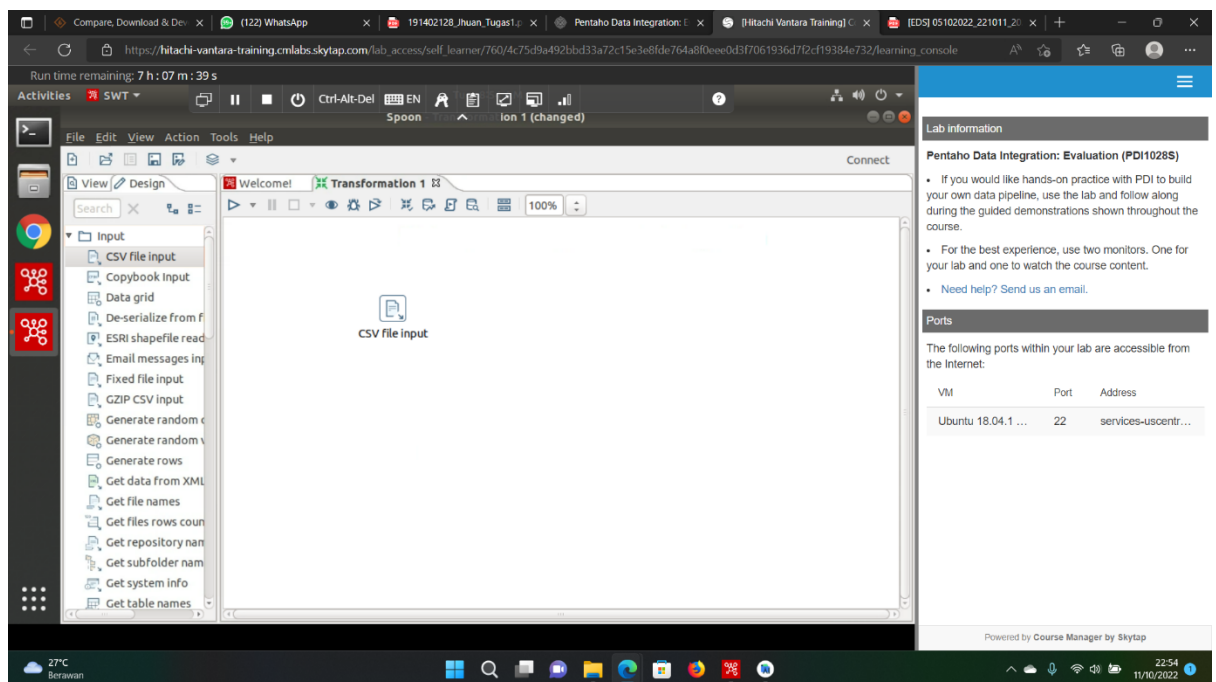 Compare, Download & Dev
(122) WhatsApp
191402128_Jhuan_Tugas1.p
Pentaho Data Integration: E
[Hitachi Vantara Training] C
[EDS] 05102022_221011_20
https://hitachi-vantara-training.cmlabs.skytap.com/lab_access/self_learner/760/4c75d9a492bbd33a72c15e3e8fde764a8f0eee0d3f7061936d7f2cf19384e732/learning_console
Run time remaining: 7 h : 07 m : 39 s
Activities SWT
Ctrl-Alt-Del EN
Spoon ion 1 (changed)
File Edit View Action Tools Help
Connect
View Design Welcome! Transformation 1
Search 100%
Input
CSV file input
Copybook Input
Data grid
De-serialize from f
ESRI shapefile read
Email messages inp
Fixed file input
GZIP CSV input
Generate random
Generate random
Generate rows
Get data from XML
Get file names
Get files rows coun
Get repository nam
Get subfolder nam
Get system info
Get table names
CSV file input
Lab information
Pentaho Data Integration: Evaluation (PDI1028S)
• If you would like hands-on practice with PDI to build
your own data pipeline, use the lab and follow along
during the guided demonstrations shown throughout the
course.
• For the best experience, use two monitors. One for
your lab and one to watch the course content.
• Need help? Send us an email.
Ports
The following ports within your lab are accessible from
the Internet:
VM Port Address
Ubuntu 18.04.1 ... 22 services-uscentr...
Powered by Course Manager by Skytap
27°C
Berawan
22:54
11/10/2022
1